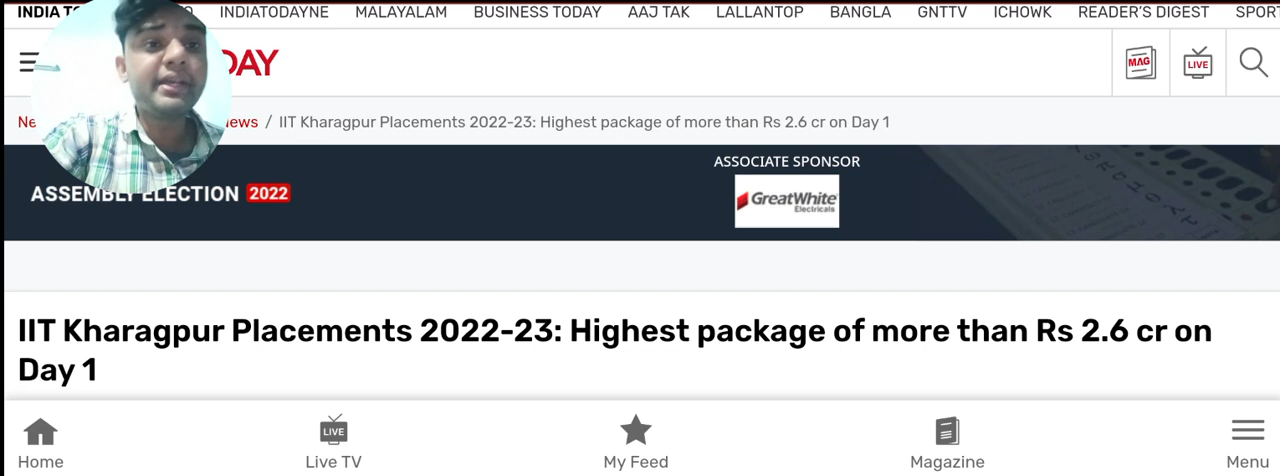 INDIA INDIATODAYNE MALAYALAM BUSINESS TODAY AAJ TAK LALLANTOP BANGLA GNTTV ICHOWK READER'S DIGEST
DAY MAG LIVE
/ IIT Kharagpur Placements 2022-23: Highest package of more than Rs 2.6 cr on Day 1
ASSOCIATE SPONSOR
ASSEMBLY ELECTION 2022
GreatWhite
Electricals
IIT Kharagpur Placements 2022-23: Highest package of more than Rs 2.6 cr on
Day 1
LIVE
Home Live TV My Feed Magazine Menu